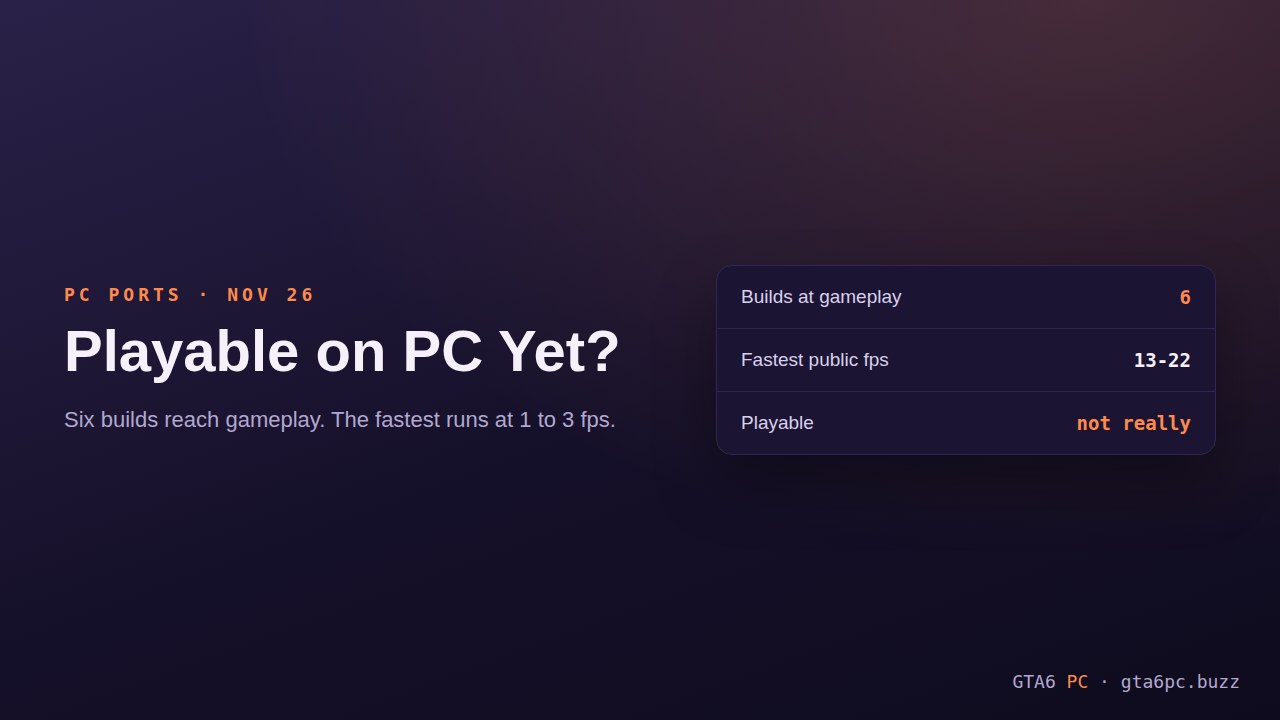 PC PORTS · NOV 26
Playable on PC Yet?
Six builds reach gameplay. The fastest runs at 1 to 3 fps.
Builds at gameplay 6
Fastest public fps 13-22
Playable not really
GTA6 PC · gta6pc.buzz